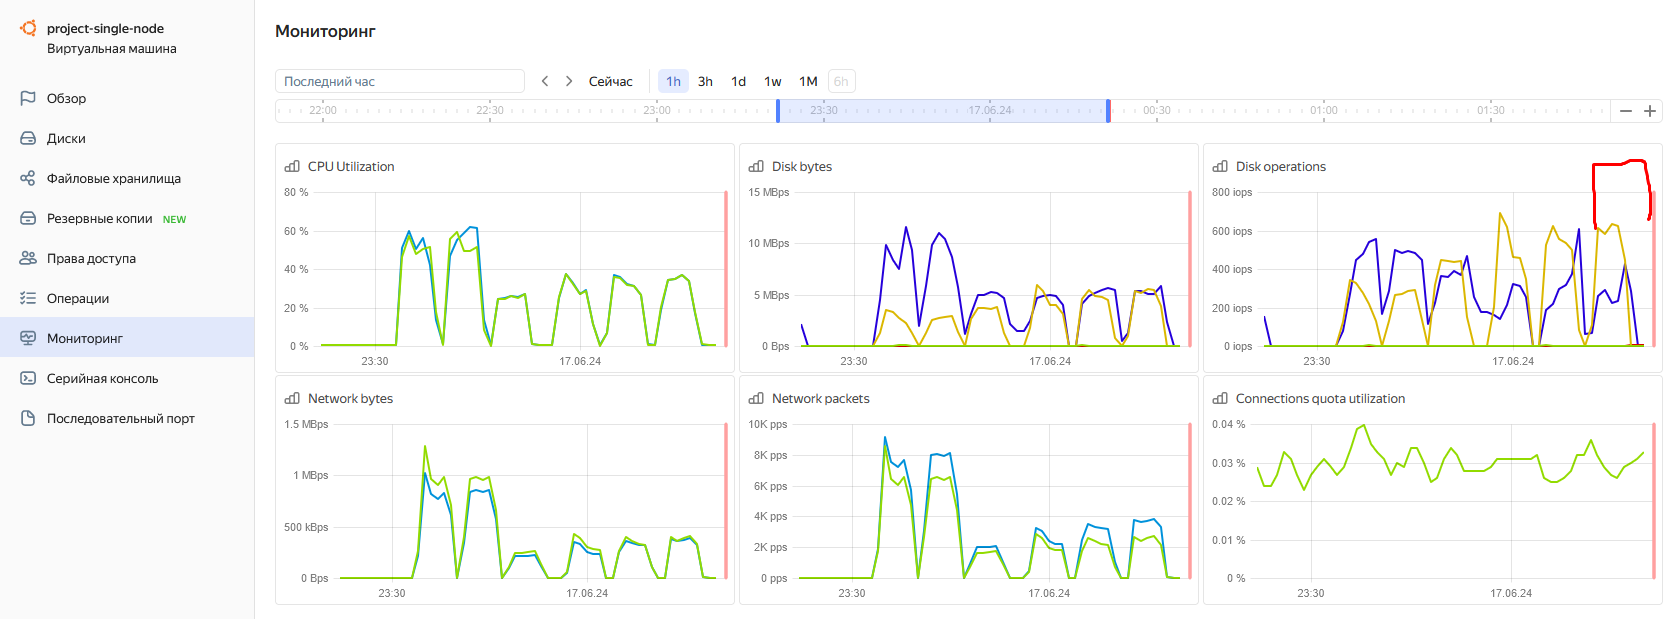 project-single-node
Виртуальная машина
Обзор
Диски
Файловые хранилища
Резервные копии NEW
Права доступа
Операции
Мониторинг
Серийная консоль
Последовательный порт
Мониторинг
Последний час
Сейчас
1h 3h 1d 1w 1M 6h
22:00 22:30 23:00 23:30 17.06.24 00:30 01:00 01:30
CPU Utilization
80 %
60 %
40 %
20 %
0 %
23:30 17.06.24
Disk bytes
15 MBps
10 MBps
5 MBps
0 Bps
23:30 17.06.24
Disk operations
800 iops
600 iops
400 iops
200 iops
0 iops
23:30 17.06.24
Network bytes
1.5 MBps
1 MBps
500 kBps
0 Bps
23:30 17.06.24
Network packets
10K pps
8K pps
6K pps
4K pps
2K pps
0 pps
23:30 17.06.24
Connections quota utilization
0.04 %
0.03 %
0.02 %
0.01 %
0 %
23:30 17.06.24